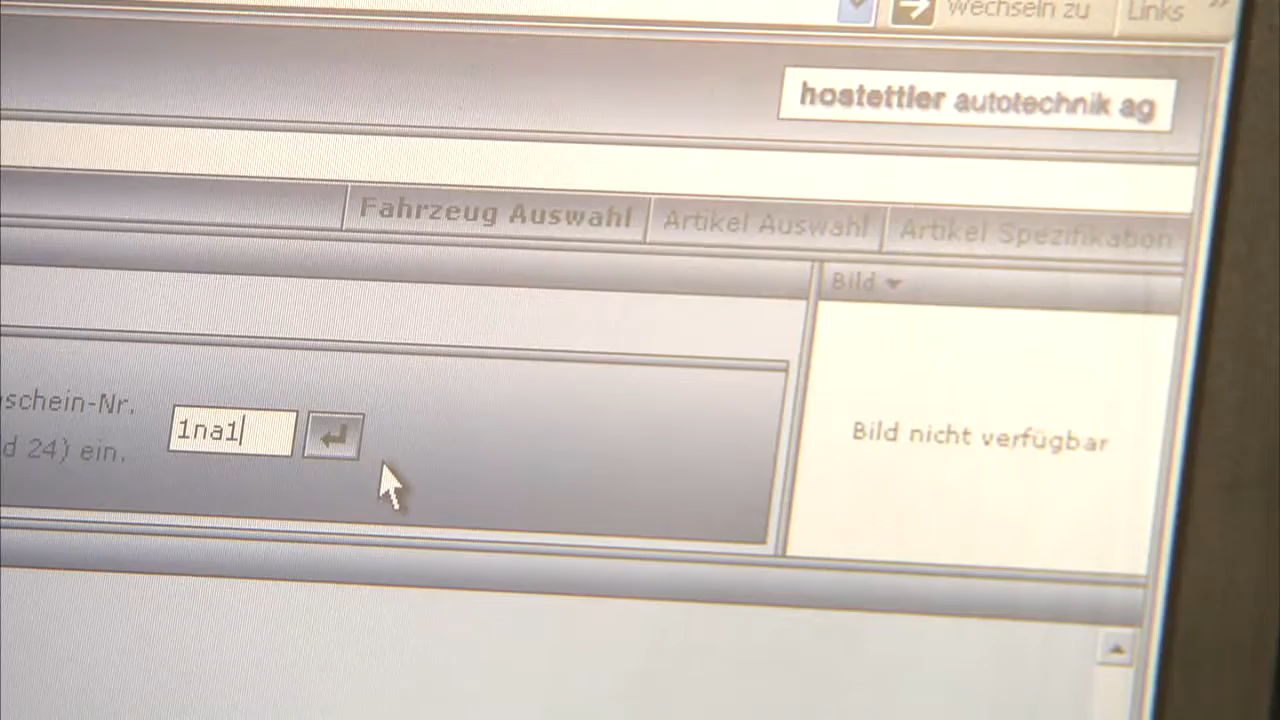 Wechseln zu Links
hostettler autotechnik ag
Fahrzeug Auswahl Artikel Auswahl Artikel Spezifikation
Bild
schein-Nr.
1na1
d 24) ein.
Bild nicht verfügbar